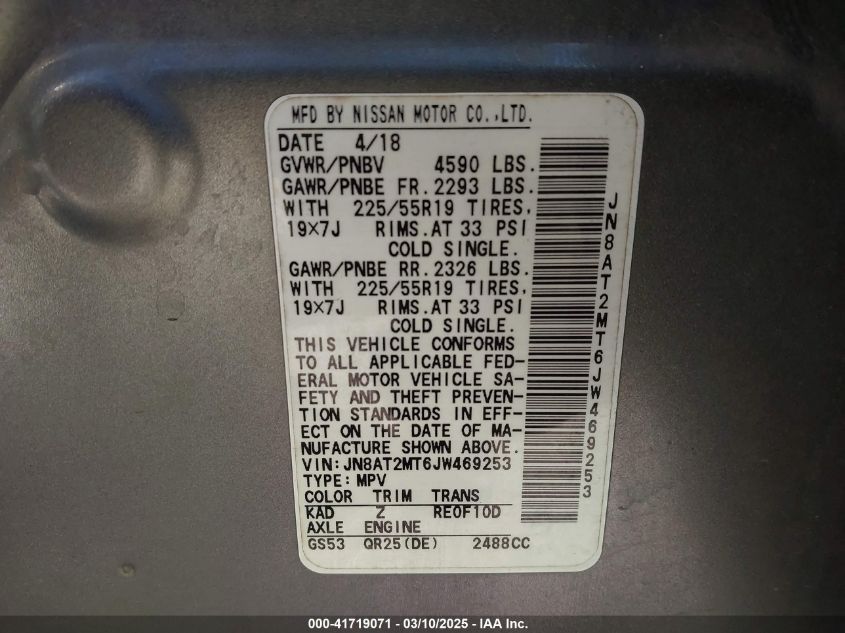 MFD BY NISSAN MOTOR CO.,LTD.
DATE 4/18
GVWR/PNBV 4590 LBS.
GAWR/PNBE FR. 2293 LBS.
WITH 225/55R19 TIRES,
19×7J RIMS. AT 33 PSI
COLD SINGLE.
GAWR/PNBE RR. 2326 LBS.
WITH 225/55R19 TIRES,
19×7J RIMS. AT 33 PSI
COLD SINGLE.
THIS VEHICLE CONFORMS
TO ALL APPLICABLE FED-
ERAL MOTOR VEHICLE SA-
FETY AND THEFT PREVEN-
TION STANDARDS IN EFF-
ECT ON THE DATE OF MA-
NUFACTURE SHOWN ABOVE.
VIN: JN8AT2MT6JW469253
TYPE: MPV
COLOR TRIM TRANS
KAD Z RE0F10D
AXLE ENGINE
GS53 QR25(DE) 2488CC
JN8AT2MT6JW469253
000-41719071 - 03/10/2025 - IAA Inc.